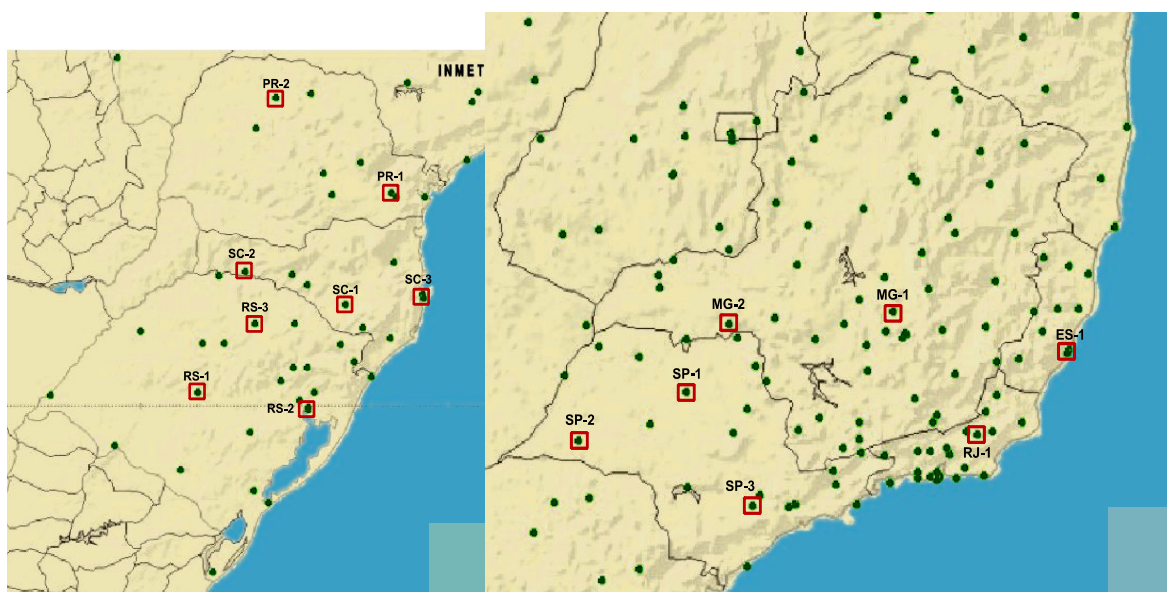 INMET
PR-2
PR-1
SC-2
SC-3
SC-1
RS-3
RS-1
RS-2
MG-1
MG-2
ES-1
SP-1
SP-2
RJ-1
SP-3